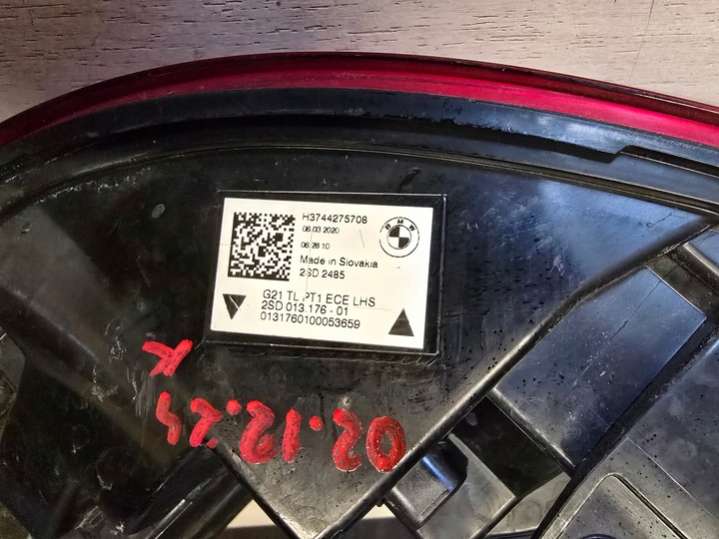 H3744275708
06.03.2020
06:28:10
Made in Slovakia
2SD 2485
BMW
G21 TL PT1 ECE LHS
2SD 013.176 - 01
0131760100053659
K
02.12.24